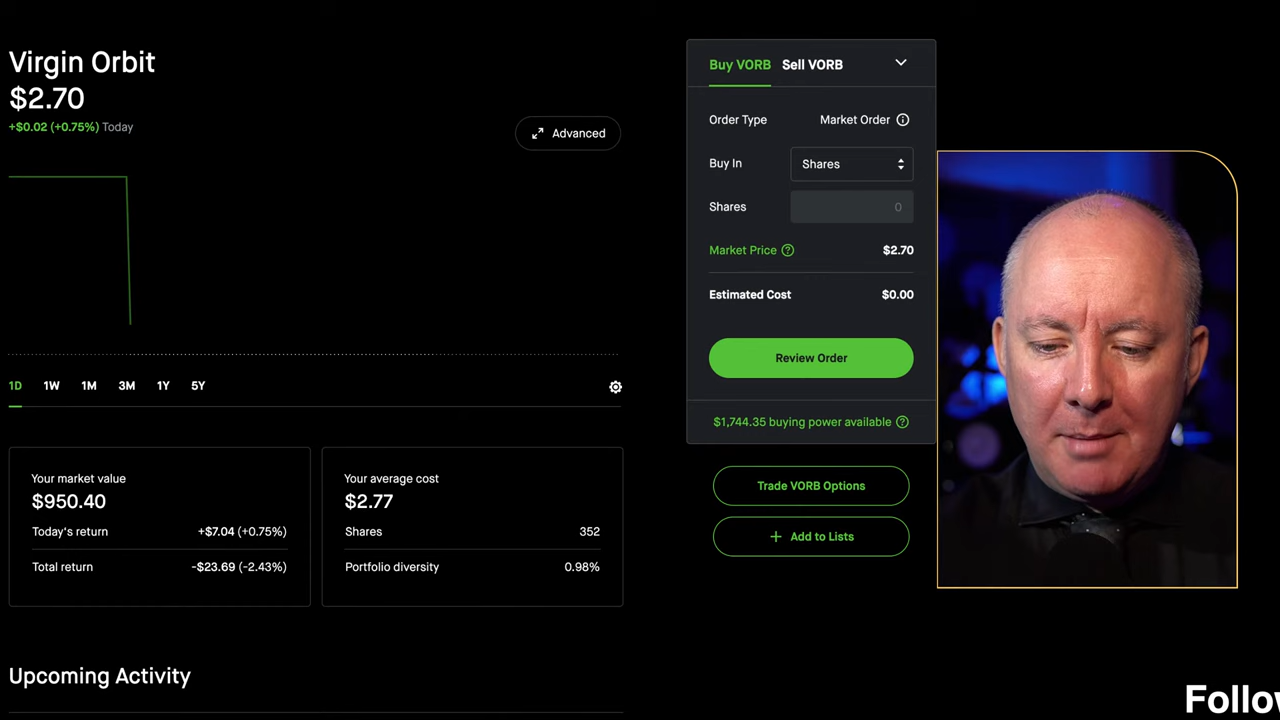 Virgin Orbit
$2.70
+$0.02 (+0.75%) Today
Advanced
1D 1W 1M 3M 1Y 5Y
Your market value
$950.40
Today's return +$7.04 (+0.75%)
Total return -$23.69 (-2.43%)
Your average cost
$2.77
Shares 352
Portfolio diversity 0.98%
Upcoming Activity
Buy VORB Sell VORB
Order Type Market Order
Buy In Shares
Shares 0
Market Price $2.70
Estimated Cost $0.00
Review Order
$1,744.35 buying power available
Trade VORB Options
+ Add to Lists
Follow